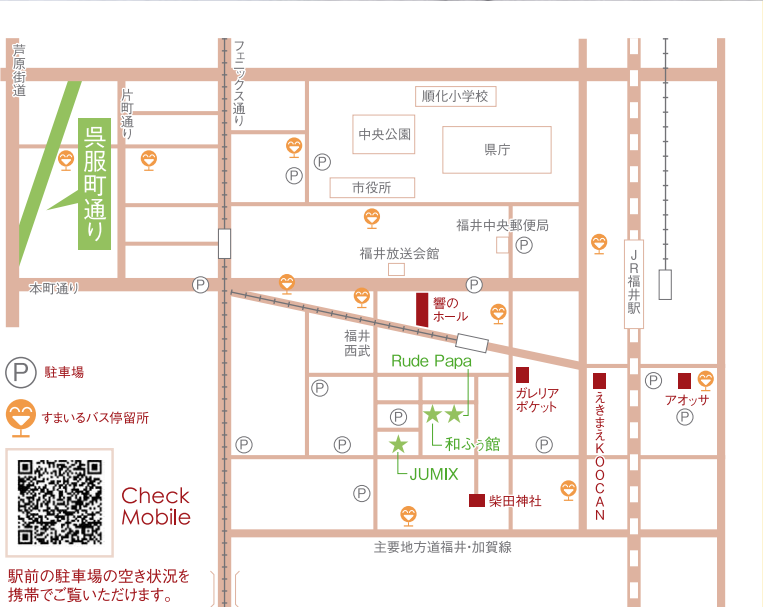 芦原街道
片町通り
呉服町通り
フェニックス通り
順化小学校
中央公園
県庁
市役所
P
P
福井中央郵便局
P
福井放送会館
JR福井駅
本町通り
P
P
響の
ホール
福井
西武
Rude Papa
ガレリア
ポケット
えきまえKOOCAN
P
アオッサ
P
P
P
和ふう館
P
P
P
JUMIX
P
柴田神社
主要地方道福井・加賀線
P 駐車場
すまいるバス停留所
Check
Mobile
駅前の駐車場の空き状況を
携帯でご覧いただけます。